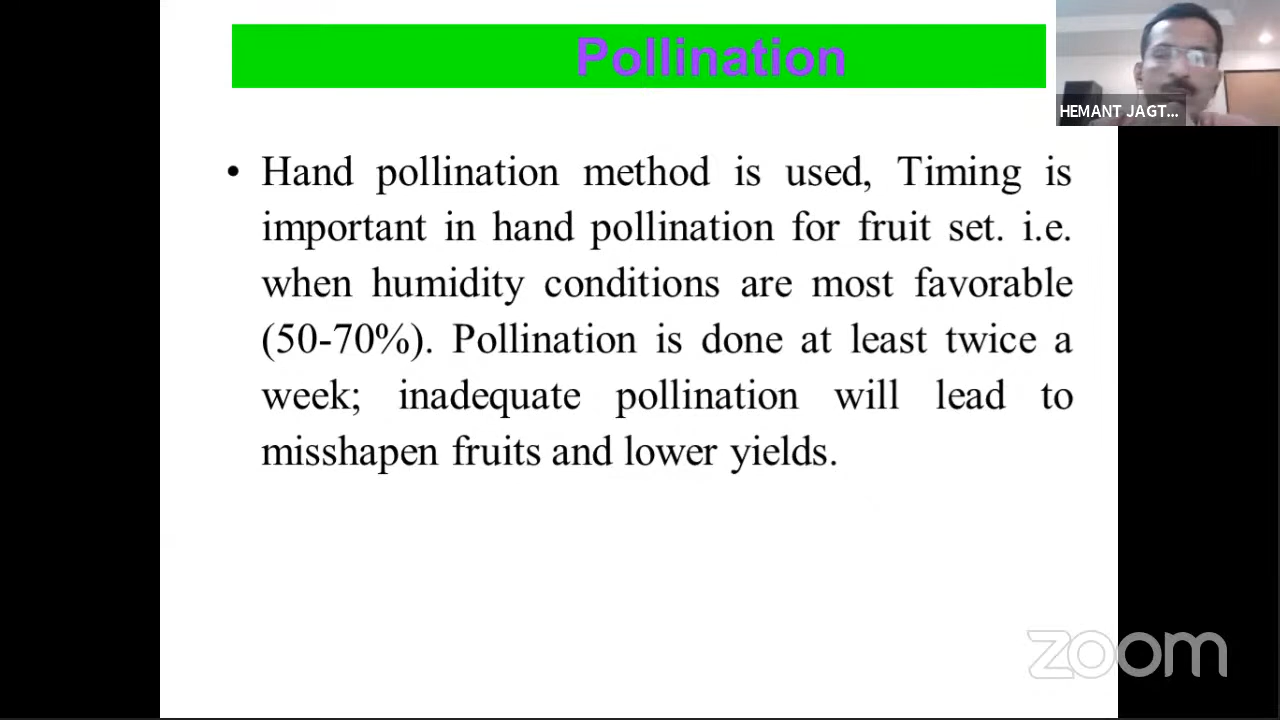 Pollination
HEMANT JAGT...
• Hand pollination method is used, Timing is
important in hand pollination for fruit set. i.e.
when humidity conditions are most favorable
(50-70%). Pollination is done at least twice a
week; inadequate pollination will lead to
misshapen fruits and lower yields.
zoom